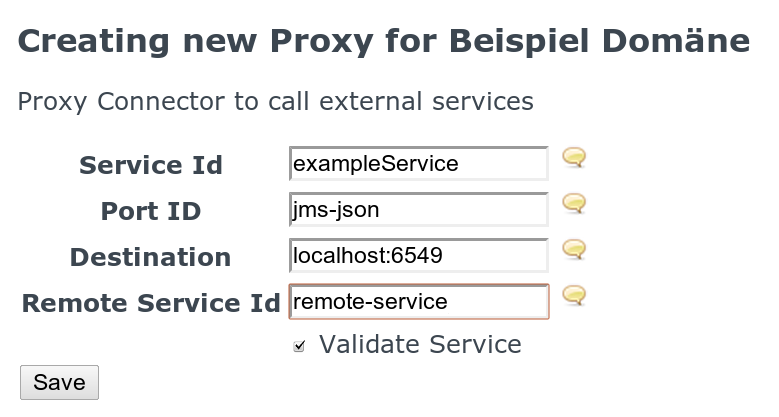 Creating new Proxy for Beispiel Domäne
Proxy Connector to call external services
Service Id exampleService
Port ID jms-json
Destination localhost:6549
Remote Service Id remote-service
Validate Service
Save